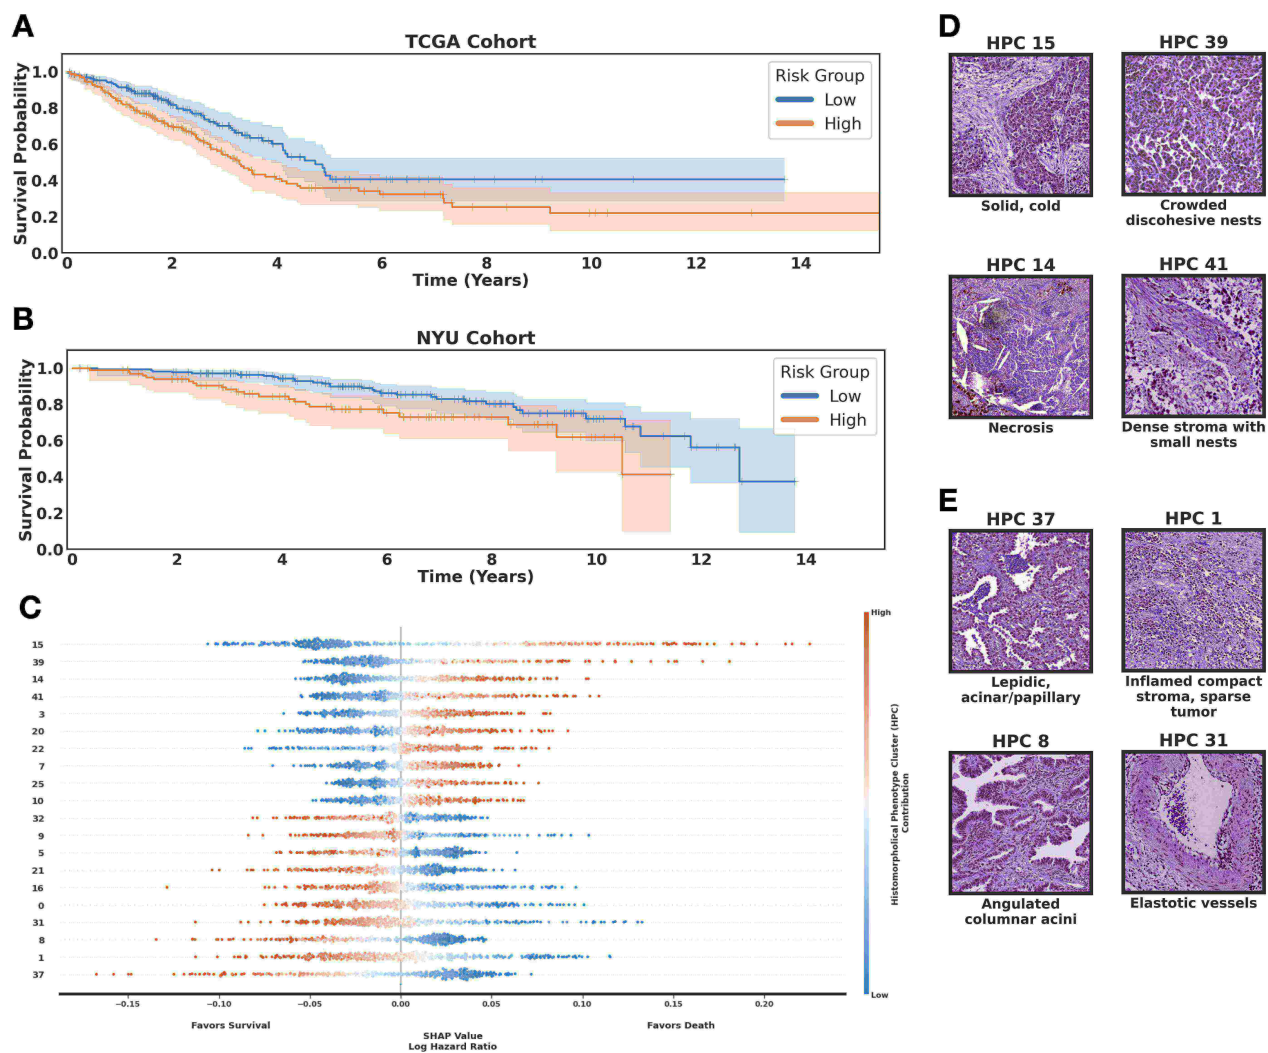 A
TCGA Cohort
Survival Probability
1.0
0.8
0.6
0.4
0.2
0.0
Risk Group
Low
High
0 2 4 6 8 10 12 14
Time (Years)
B
NYU Cohort
Survival Probability
1.0
0.8
0.6
0.4
0.2
0.0
Risk Group
Low
High
0 2 4 6 8 10 12 14
Time (Years)
C
15
39
14
41
3
20
22
7
25
10
32
9
5
21
16
0
31
8
1
37
−0.15 −0.10 −0.05 0.00 0.05 0.10 0.15 0.20
Favors Survival
Favors Death
SHAP Value
Log Hazard Ratio
High
Low
Histomorpholical Phenotype Cluster (HPC)
Contribution
D
HPC 15
Solid, cold
HPC 39
Crowded
discohesive nests
HPC 14
Necrosis
HPC 41
Dense stroma with
small nests
E
HPC 37
Lepidic,
acinar/papillary
HPC 1
Inflamed compact
stroma, sparse
tumor
HPC 8
Angulated
columnar acini
HPC 31
Elastotic vessels